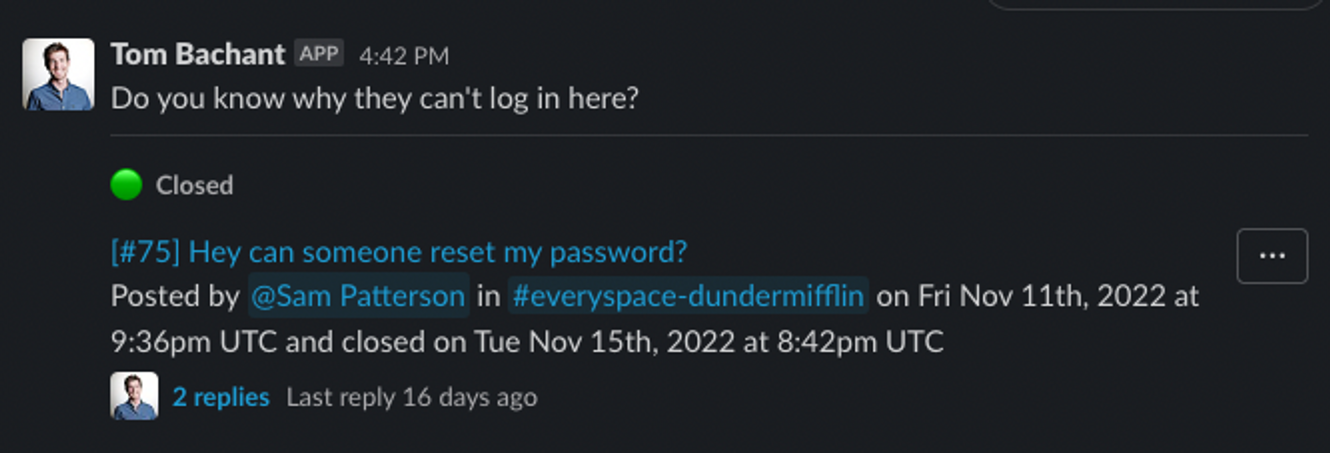 Tom Bachant APP 4:42 PM
Do you know why they can't log in here?
Closed
[#75] Hey can someone reset my password?
Posted by @Sam Patterson in #everyspace-dundermifflin on Fri Nov 11th, 2022 at
9:36pm UTC and closed on Tue Nov 15th, 2022 at 8:42pm UTC
2 replies Last reply 16 days ago